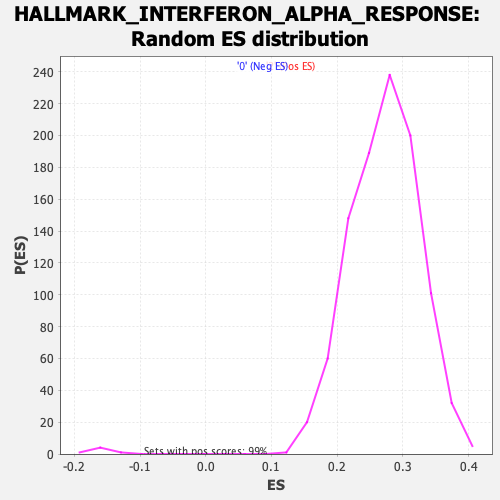 HALLMARK_INTERFERON_ALPHA_RESPONSE:
Random ES distribution
'0' (Neg ES)os ES)
240
220
200
180
160
140
120
100
80
60
40
20
0
P(ES)
Sets with pos scores: 99%
-0.2 -0.1 0.0 0.1 0.2 0.3 0.4
ES